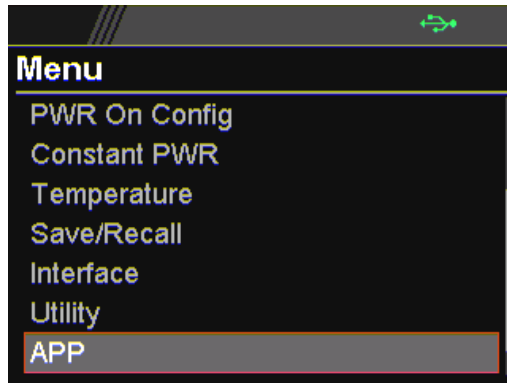 Menu
PWR On Config
Constant PWR
Temperature
Save/Recall
Interface
Utility
APP